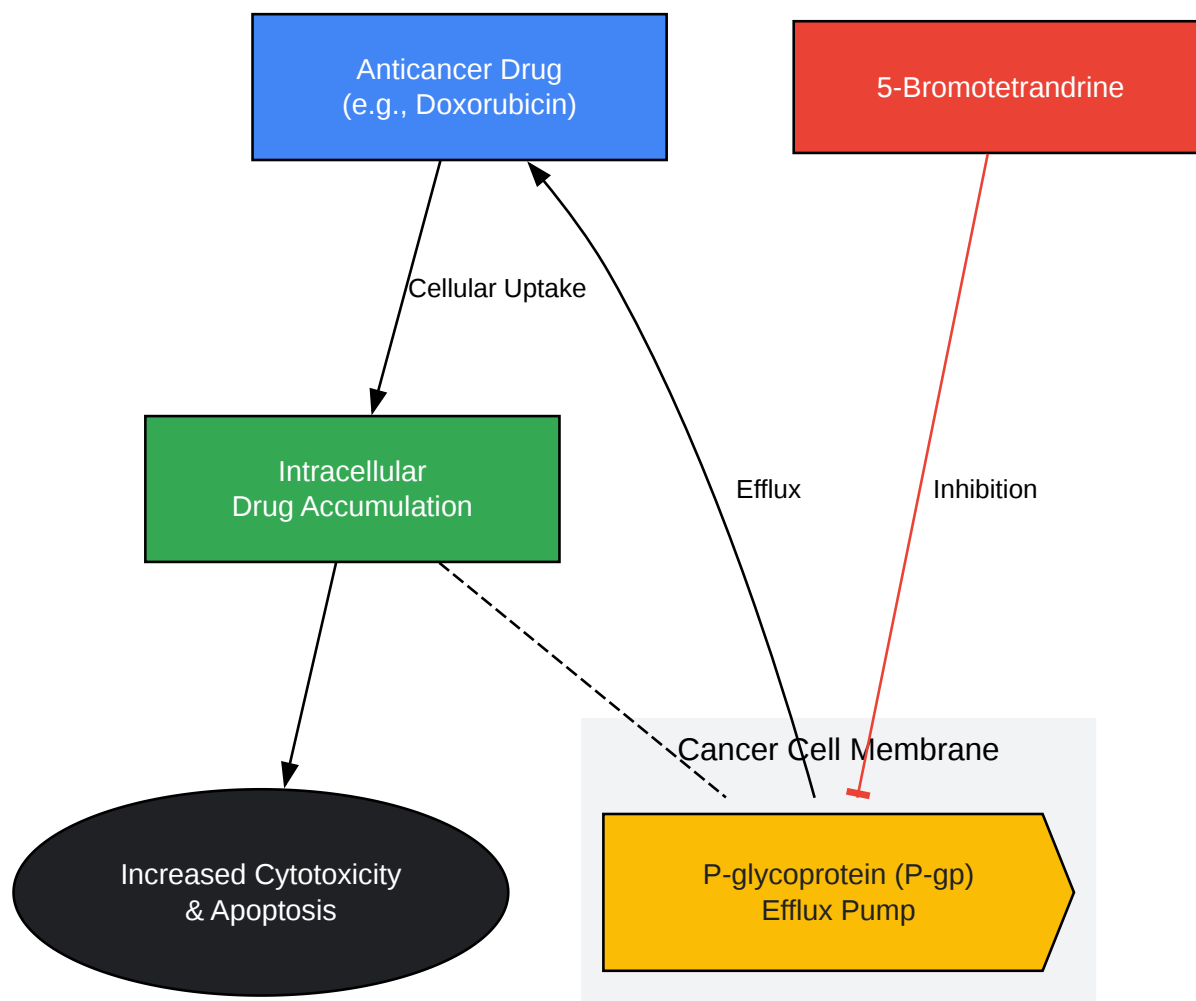 Anticancer Drug
(e.g., Doxorubicin)
5-Bromotetrandrine
Cellular Uptake
Intracellular
Drug Accumulation
Efflux
Inhibition
Cancer Cell Membrane
Increased Cytotoxicity
& Apoptosis
P-glycoprotein (P-gp)
Efflux Pump